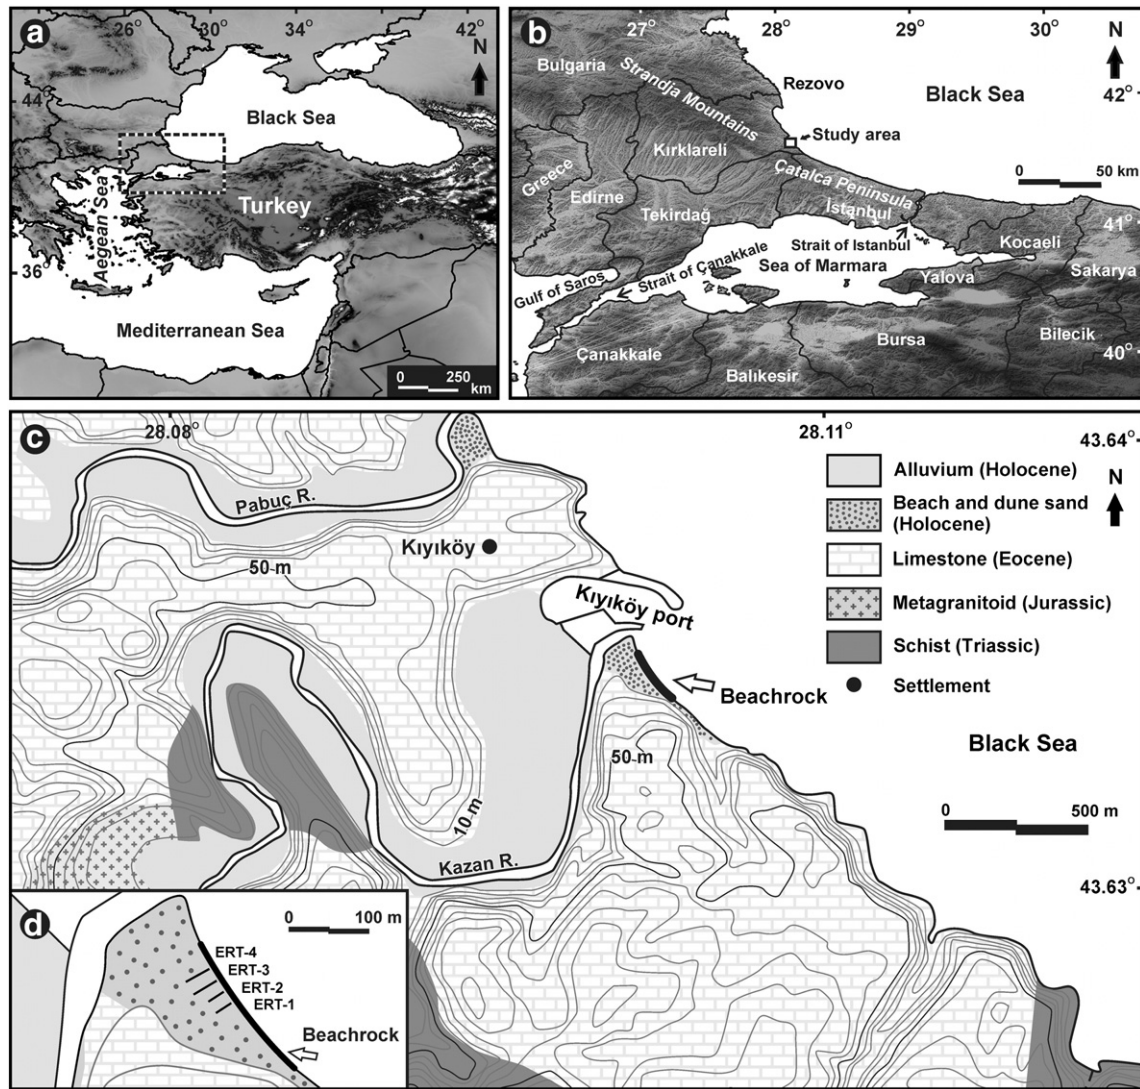 a
26°
34°
42°
N
44°
Black Sea
Aegean Sea
Turkey
36°
Mediterranean Sea
0 250
km
b
27°
28°
29°
30°
N
Bulgaria
Strandja Mountains
Rezovo
Black Sea
42°
Study area
Kırklareli
Greece
Edirne
Çatalca Peninsula
0 50 km
Tekirdağ
İstanbul
41°
Strait of Istanbul
Kocaeli
Sea of Marmara
Strait of Çanakkale
Gulf of Saros
Yalova
Sakarya
Çanakkale
Bursa
Bilecik
Balıkesir
40°
c
28.08°
28.11°
43.64°
Pabuç R.
Kıyıköy
50 m
Kıyıköy port
Beachrock
50 m
10 m
Kazan R.
Alluvium (Holocene)
N
Beach and dune sand
(Holocene)
Limestone (Eocene)
Metagranitoid (Jurassic)
Schist (Triassic)
Settlement
Black Sea
0 500 m
43.63°
d
0 100 m
ERT-4
ERT-3
ERT-2
ERT-1
Beachrock